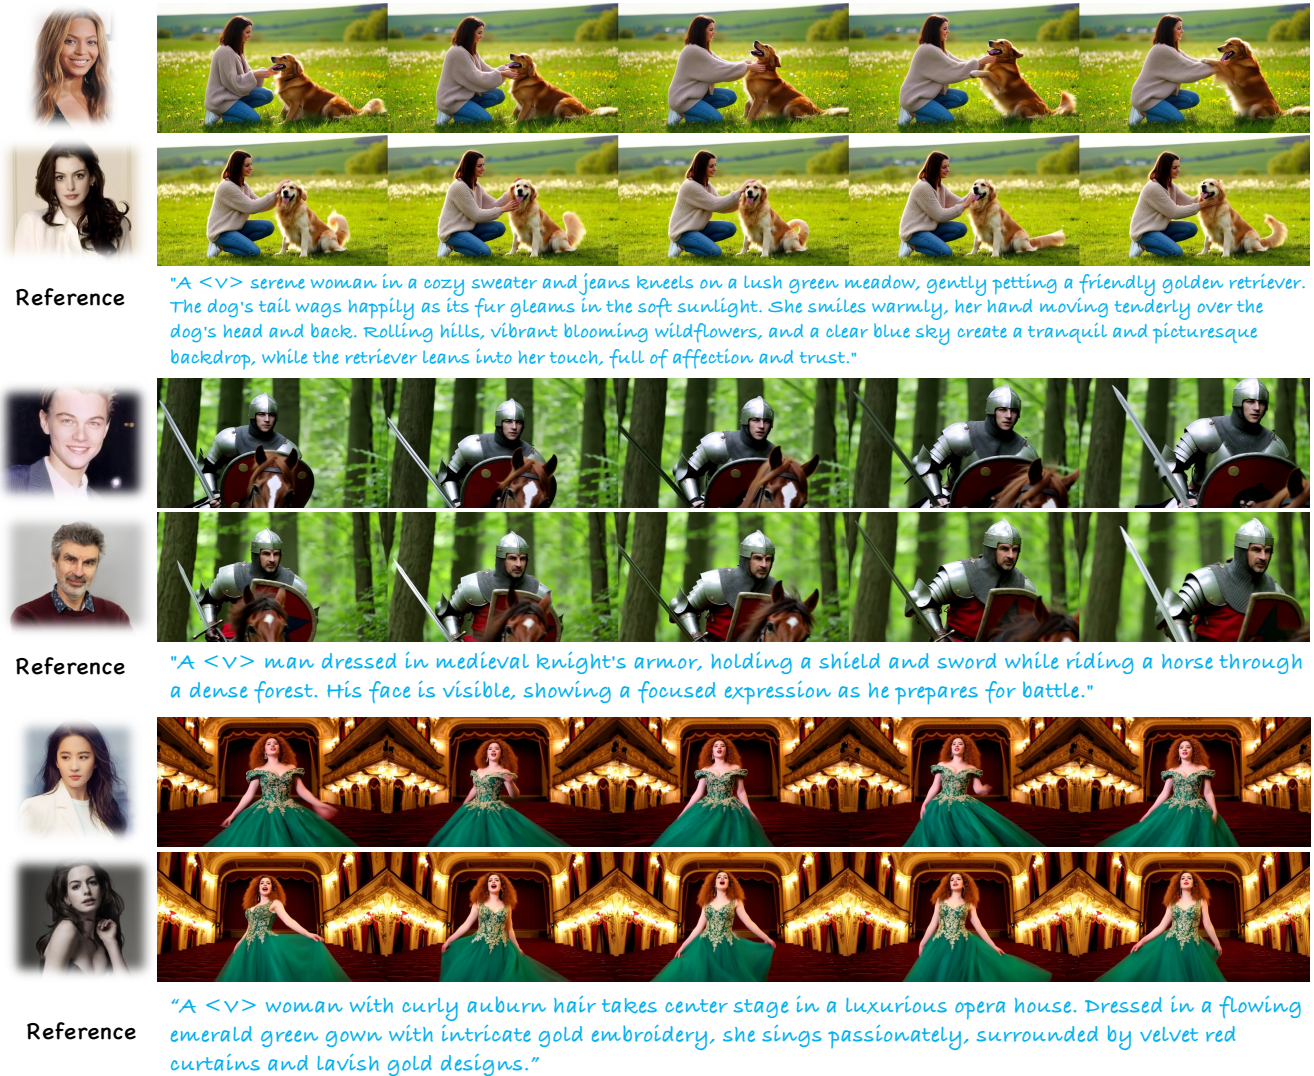 "A <v> serene woman in a cozy sweater and jeans kneels on a lush green meadow, gently petting a friendly golden retriever.
The dog's tail wags happily as its fur gleams in the soft sunlight. She smiles warmly, her hand moving tenderly over the
dog's head and back. Rolling hills, vibrant blooming wildflowers, and a clear blue sky create a tranquil and picturesque
backdrop, while the retriever leans into her touch, full of affection and trust."
Reference
"A <v> man dressed in medieval knight's armor, holding a shield and sword while riding a horse through
a dense forest. His face is visible, showing a focused expression as he prepares for battle."
Reference
“A <v> woman with curly auburn hair takes center stage in a luxurious opera house. Dressed in a flowing
emerald green gown with intricate gold embroidery, she sings passionately, surrounded by velvet red
curtains and lavish gold designs.”
Reference